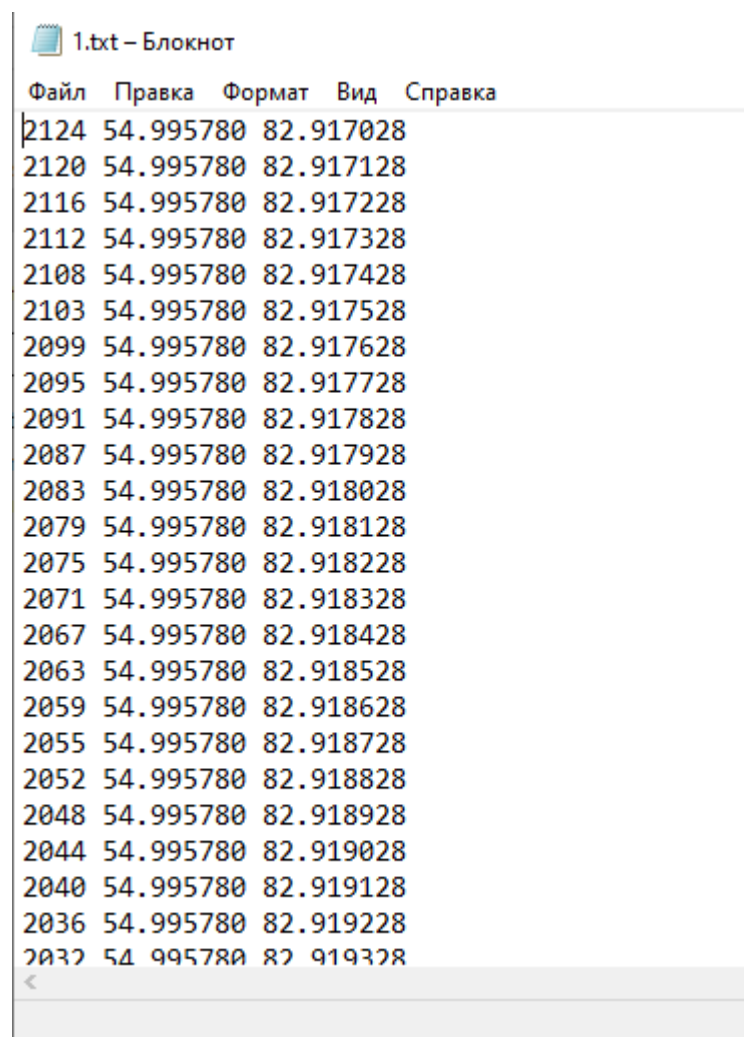 1.txt – Блокнот
Файл Правка Формат Вид Справка
2124 54.995780 82.917028
2120 54.995780 82.917128
2116 54.995780 82.917228
2112 54.995780 82.917328
2108 54.995780 82.917428
2103 54.995780 82.917528
2099 54.995780 82.917628
2095 54.995780 82.917728
2091 54.995780 82.917828
2087 54.995780 82.917928
2083 54.995780 82.918028
2079 54.995780 82.918128
2075 54.995780 82.918228
2071 54.995780 82.918328
2067 54.995780 82.918428
2063 54.995780 82.918528
2059 54.995780 82.918628
2055 54.995780 82.918728
2052 54.995780 82.918828
2048 54.995780 82.918928
2044 54.995780 82.919028
2040 54.995780 82.919128
2036 54.995780 82.919228
2032 54.995780 82.919328